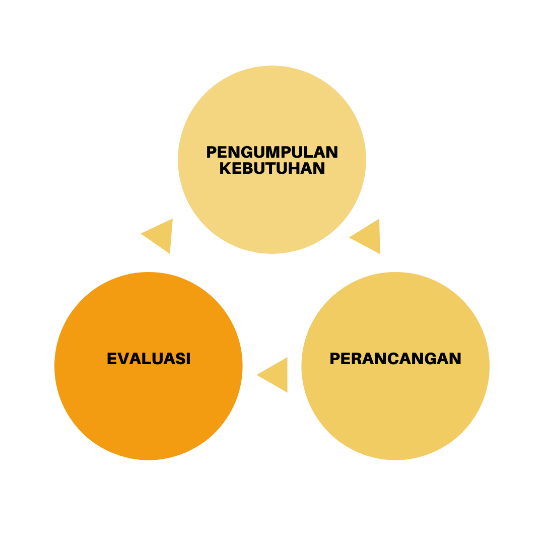 PENGUMPULAN
KEBUTUHAN
EVALUASI
PERANCANGAN